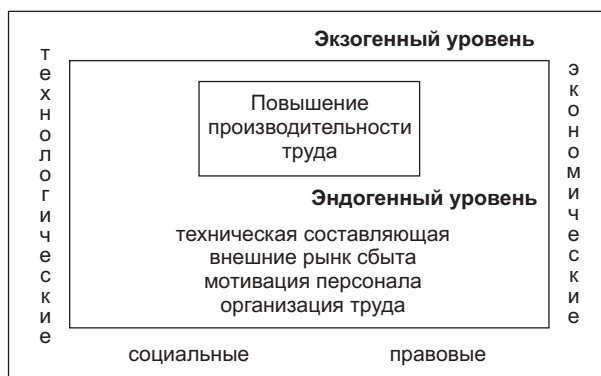 Экзогенный уровень
технологические
экономические
Повышение
производительности
труда
Эндогенный уровень
техническая составляющая
внешние рынк сбыта
мотивация персонала
организация труда
социальные правовые